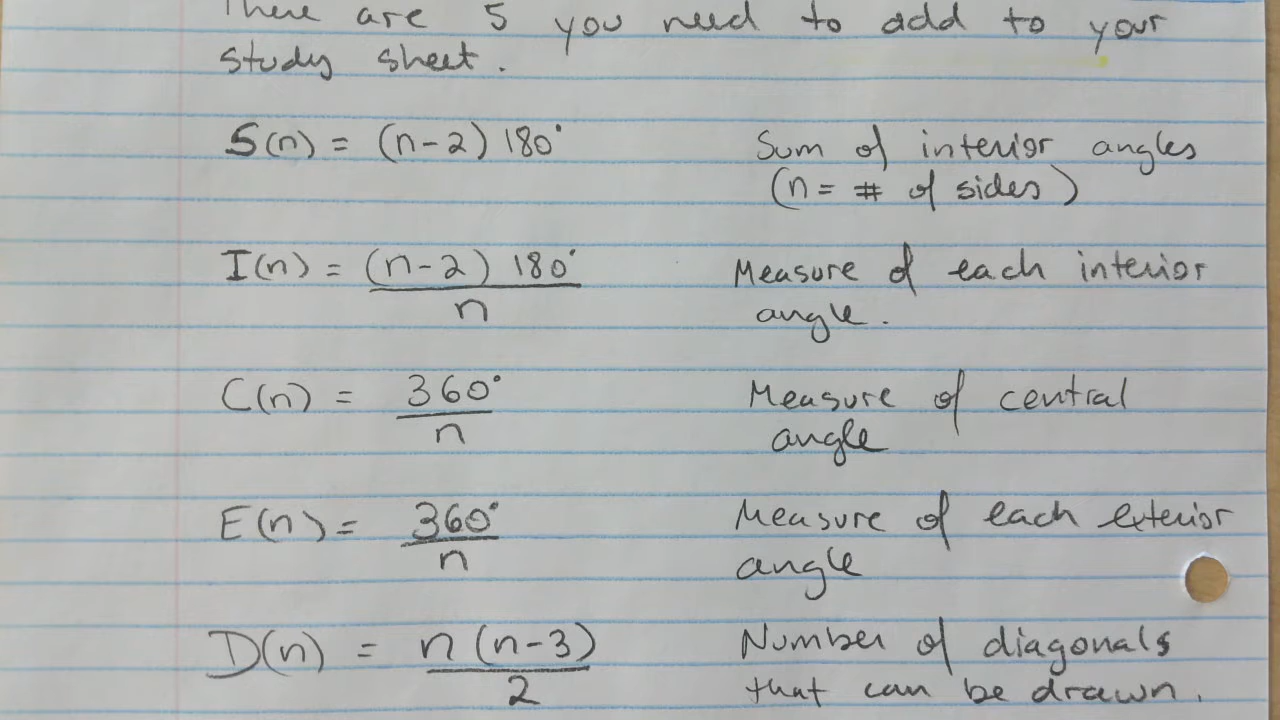 There are 5 you need to add to your
study sheet.
S(n) = (n-2) 180° Sum of interior angles
(n = # of sides)
I(n) = (n-2) 180° Measure of each interior
n angle.
C(n) = 360° Measure of central
n angle
E(n) = 360° Measure of each exterior
n angle
D(n) = n (n-3) Number of diagonals
2 that can be drawn.